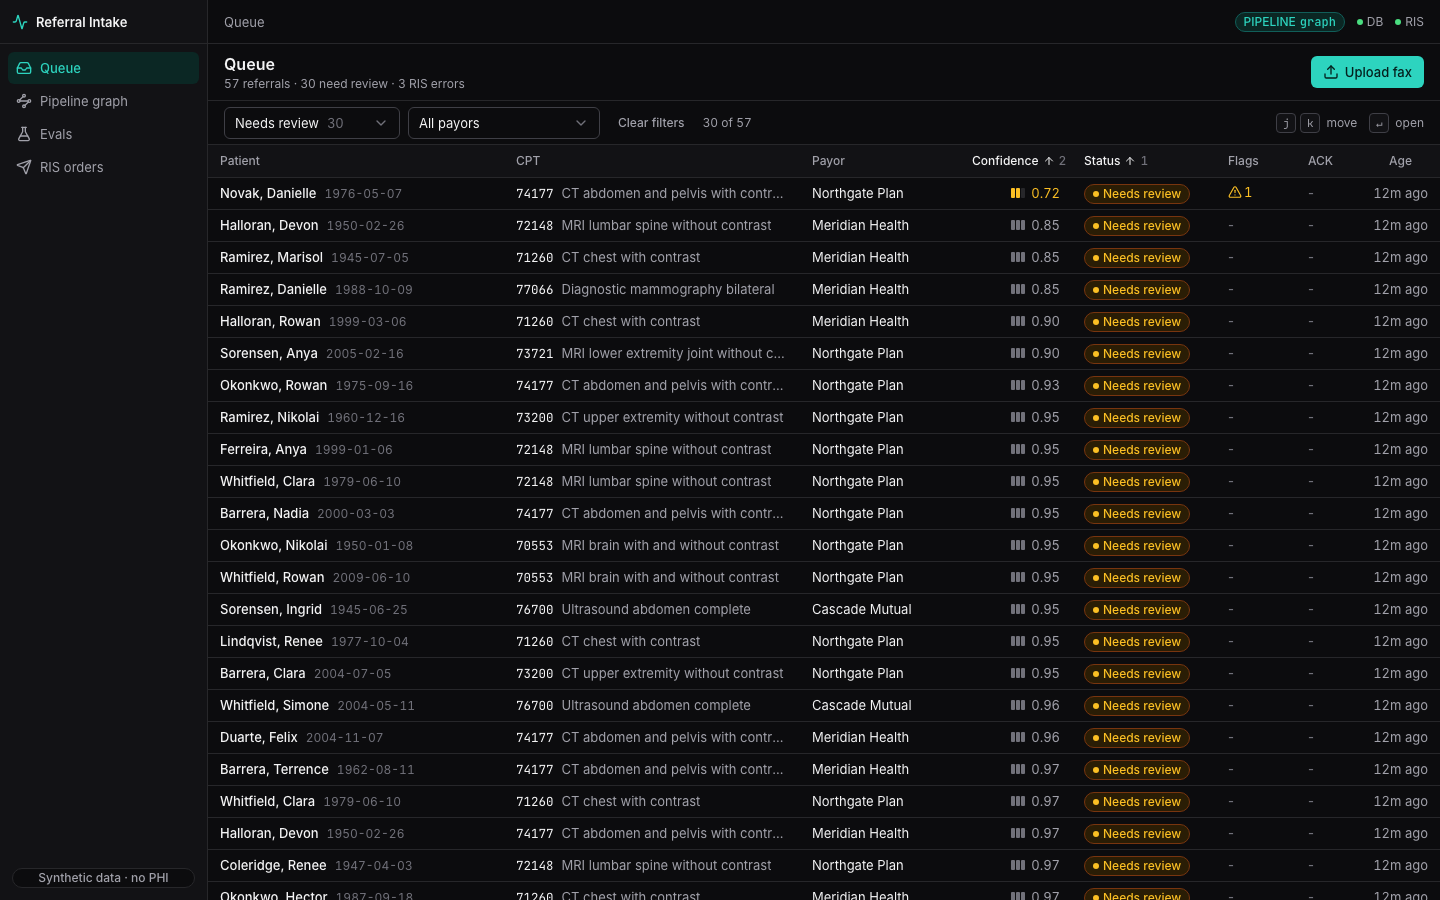 Referral Intake
Queue
Pipeline graph
Evals
RIS orders
Synthetic data · no PHI
Queue
PIPELINE graph
DB
RIS
Queue
57 referrals · 30 need review · 3 RIS errors
Upload fax
Needs review 30
All payors
Clear filters
30 of 57
j k move ↵ open
Patient CPT Payor Confidence ↑ 2 Status ↑ 1 Flags ACK Age
Novak, Danielle 1976-05-07 74177 CT abdomen and pelvis with contr... Northgate Plan 0.72 Needs review 1 - 12m ago
Halloran, Devon 1950-02-26 72148 MRI lumbar spine without contrast Meridian Health 0.85 Needs review - - 12m ago
Ramirez, Marisol 1945-07-05 71260 CT chest with contrast Meridian Health 0.85 Needs review - - 12m ago
Ramirez, Danielle 1988-10-09 77066 Diagnostic mammography bilateral Meridian Health 0.85 Needs review - - 12m ago
Halloran, Rowan 1999-03-06 71260 CT chest with contrast Meridian Health 0.90 Needs review - - 12m ago
Sorensen, Anya 2005-02-16 73721 MRI lower extremity joint without c... Northgate Plan 0.90 Needs review - - 12m ago
Okonkwo, Rowan 1975-09-16 74177 CT abdomen and pelvis with contr... Northgate Plan 0.93 Needs review - - 12m ago
Ramirez, Nikolai 1960-12-16 73200 CT upper extremity without contrast Northgate Plan 0.95 Needs review - - 12m ago
Ferreira, Anya 1999-01-06 72148 MRI lumbar spine without contrast Northgate Plan 0.95 Needs review - - 12m ago
Whitfield, Clara 1979-06-10 72148 MRI lumbar spine without contrast Northgate Plan 0.95 Needs review - - 12m ago
Barrera, Nadia 2000-03-03 74177 CT abdomen and pelvis with contr... Northgate Plan 0.95 Needs review - - 12m ago
Okonkwo, Nikolai 1950-01-08 70553 MRI brain with and without contrast Northgate Plan 0.95 Needs review - - 12m ago
Whitfield, Rowan 2009-06-10 70553 MRI brain with and without contrast Northgate Plan 0.95 Needs review - - 12m ago
Sorensen, Ingrid 1945-06-25 76700 Ultrasound abdomen complete Cascade Mutual 0.95 Needs review - - 12m ago
Lindqvist, Renee 1977-10-04 71260 CT chest with contrast Northgate Plan 0.95 Needs review - - 12m ago
Barrera, Clara 2004-07-05 73200 CT upper extremity without contrast Northgate Plan 0.95 Needs review - - 12m ago
Whitfield, Simone 2004-05-11 76700 Ultrasound abdomen complete Cascade Mutual 0.96 Needs review - - 12m ago
Duarte, Felix 2004-11-07 74177 CT abdomen and pelvis with contr... Meridian Health 0.96 Needs review - - 12m ago
Barrera, Terrence 1962-08-11 74177 CT abdomen and pelvis with contr... Meridian Health 0.97 Needs review - - 12m ago
Whitfield, Clara 1979-06-10 71260 CT chest with contrast Northgate Plan 0.97 Needs review - - 12m ago
Halloran, Devon 1950-02-26 74177 CT abdomen and pelvis with contr... Meridian Health 0.97 Needs review - - 12m ago
Coleridge, Renee 1947-04-03 72148 MRI lumbar spine without contrast Northgate Plan 0.97 Needs review - - 12m ago
Okonkwo, Hector 1987-09-18 71260 CT chest with contrast Meridian Health 0.97 Needs review - - 12m ago